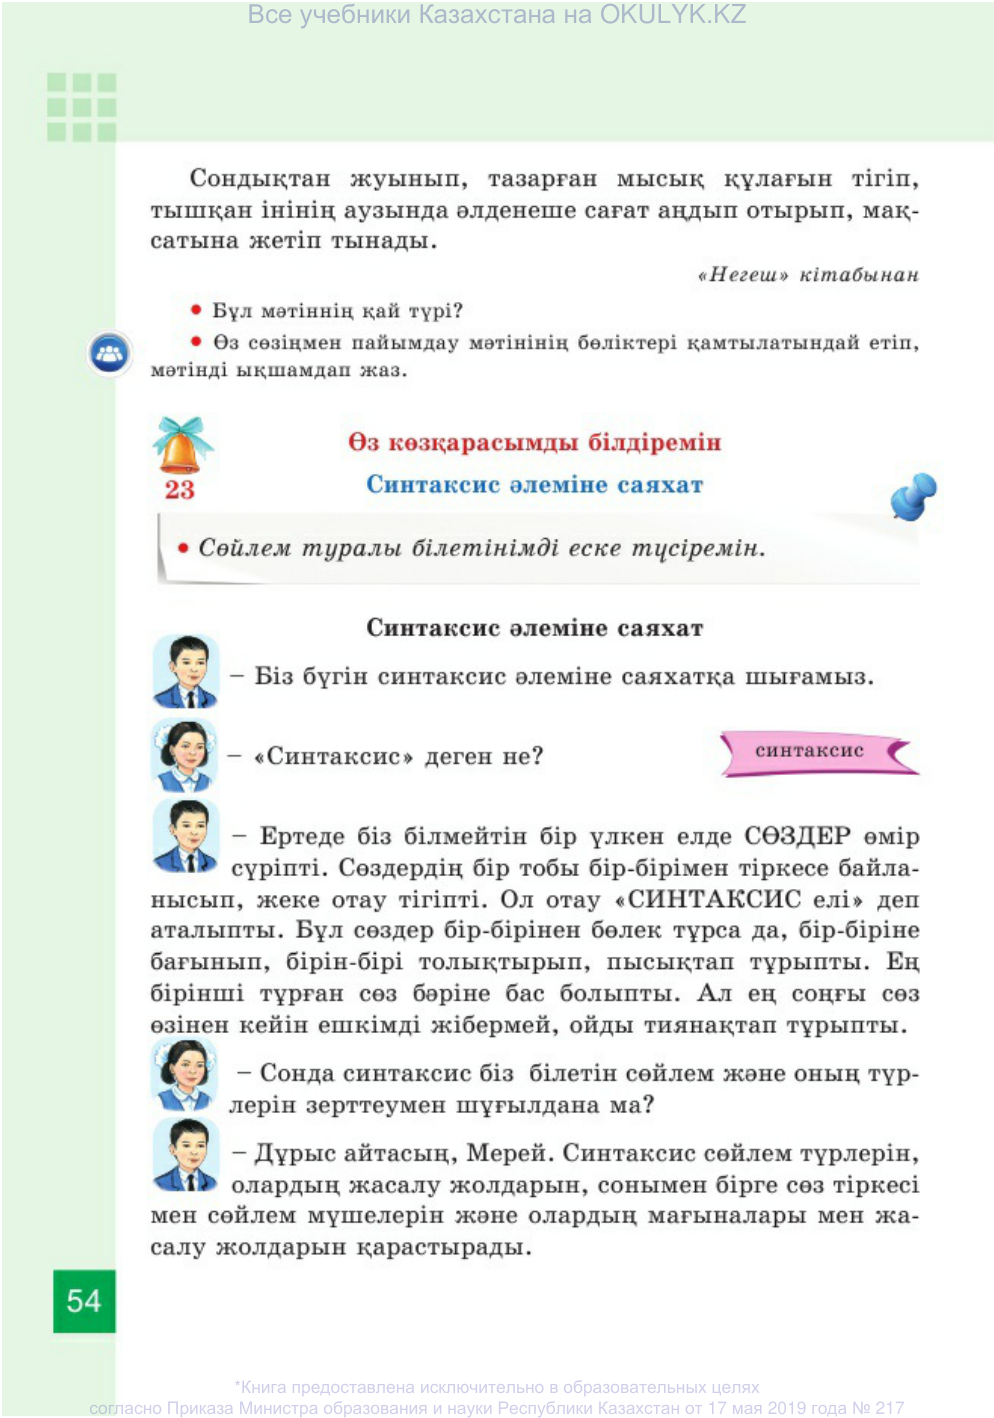 Все учебники Казахстана на OKULYK.KZ
Сондықтан жуынып, тазарған мысық құлағын тігіп,
тышқан інінің аузында әлденеше сағат аңдып отырып, мақ-
сатына жетіп тынады.
«Негеш» кітабынан
• Бұл мәтіннің қай түрі?
• Өз сөзіңмен пайымдау мәтінінің бөліктері қамтылатындай етіп,
мәтінді ықшамдап жаз.
Өз көзқарасымды білдіремін
23
Синтаксис әлеміне саяхат
• Сөйлем туралы білетінімді еске түсіремін.
Синтаксис әлеміне саяхат
– Біз бүгін синтаксис әлеміне саяхатқа шығамыз.
– «Синтаксис» деген не?
синтаксис
– Ертеде біз білмейтін бір үлкен елде СӨЗДЕР өмір
сүріпті. Сөздердің бір тобы бір-бірімен тіркесе байла-
нысып, жеке отау тігіпті. Ол отау «СИНТАКСИС елі» деп
аталыпты. Бұл сөздер бір-бірінен бөлек тұрса да, бір-біріне
бағынып, бірін-бірі толықтырып, пысықтап тұрыпты. Ең
бірінші тұрған сөз бәріне бас болыпты. Ал ең соңғы сөз
өзінен кейін ешкімді жібермей, ойды тиянақтап тұрыпты.
– Сонда синтаксис біз білетін сөйлем және оның түр-
лерін зерттеумен шұғылдана ма?
– Дұрыс айтасың, Мерей. Синтаксис сөйлем түрлерін,
олардың жасалу жолдарын, сонымен бірге сөз тіркесі
мен сөйлем мүшелерін және олардың мағыналары мен жа-
салу жолдарын қарастырады.
54
*Книга предоставлена исключительно в образовательных целях
согласно Приказа Министра образования и науки Республики Казахстан от 17 мая 2019 года № 217